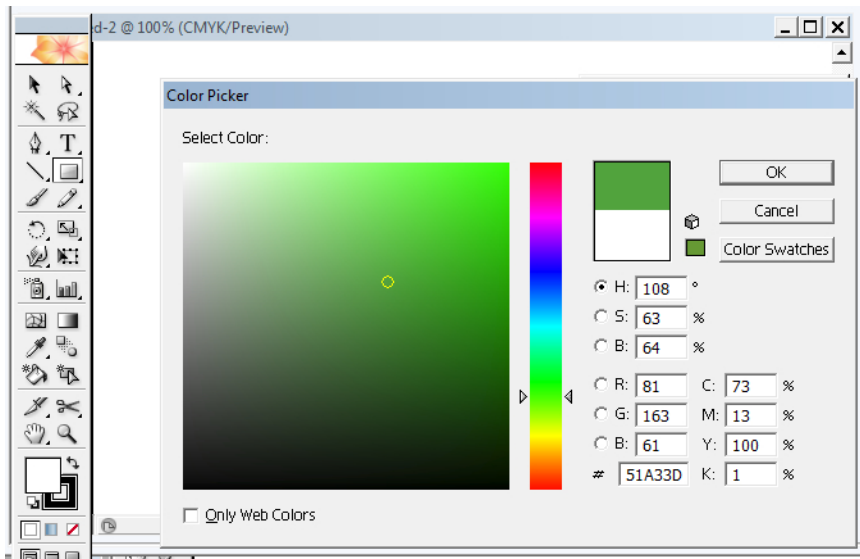 d-2 @ 100% (CMYK/Preview)
Color Picker
Select Color:
OK
Cancel
Color Swatches
H: 108 °
S: 63 %
B: 64 %
R: 81 C: 73 %
G: 163 M: 13 %
B: 61 Y: 100 %
# 51A33D K: 1 %
Only Web Colors
T